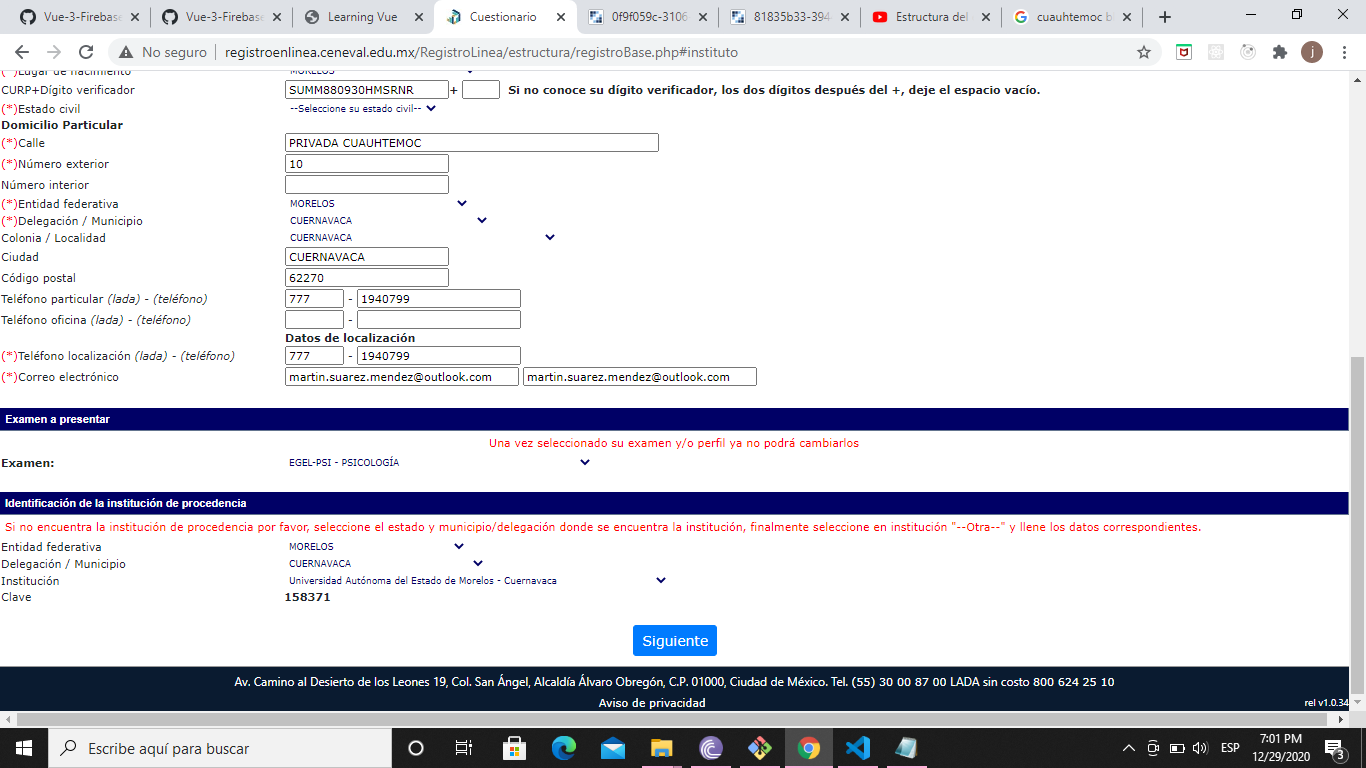 Vue-3-Firebase
Vue-3-Firebase
Learning Vue
Cuestionario
0f9f059c-3106
81835b33-394
Estructura del
cuauhtemoc b
No seguro registroenlinea.ceneval.edu.mx/RegistroLinea/estructura/registroBase.php#instituto j
(*)Lugar de nacimiento MORELOS
CURP+Dígito verificador SUMM880930HMSRNR + Si no conoce su dígito verificador, los dos dígitos después del +, deje el espacio vacío.
(*)Estado civil --Seleccione su estado civil--
Domicilio Particular
(*)Calle PRIVADA CUAUHTEMOC
(*)Número exterior 10
Número interior
(*)Entidad federativa MORELOS
(*)Delegación / Municipio CUERNAVACA
Colonia / Localidad CUERNAVACA
Ciudad CUERNAVACA
Código postal 62270
Teléfono particular (lada) - (teléfono) 777 - 1940799
Teléfono oficina (lada) - (teléfono) -
Datos de localización
(*)Teléfono localización (lada) - (teléfono) 777 - 1940799
(*)Correo electrónico martin.suarez.mendez@outlook.com martin.suarez.mendez@outlook.com
Examen a presentar
Una vez seleccionado su examen y/o perfil ya no podrá cambiarlos
Examen: EGEL-PSI - PSICOLOGÍA
Identificación de la institución de procedencia
Si no encuentra la institución de procedencia por favor, seleccione el estado y municipio/delegación donde se encuentra la institución, finalmente seleccione en institución "--Otra--" y llene los datos correspondientes.
Entidad federativa MORELOS
Delegación / Municipio CUERNAVACA
Institución Universidad Autónoma del Estado de Morelos - Cuernavaca
Clave 158371
Siguiente
Av. Camino al Desierto de los Leones 19, Col. San Ángel, Alcaldía Álvaro Obregón, C.P. 01000, Ciudad de México. Tel. (55) 30 00 87 00 LADA sin costo 800 624 25 10
Aviso de privacidad
rel v1.0.34
Escribe aquí para buscar
ESP
7:01 PM
12/29/2020
3